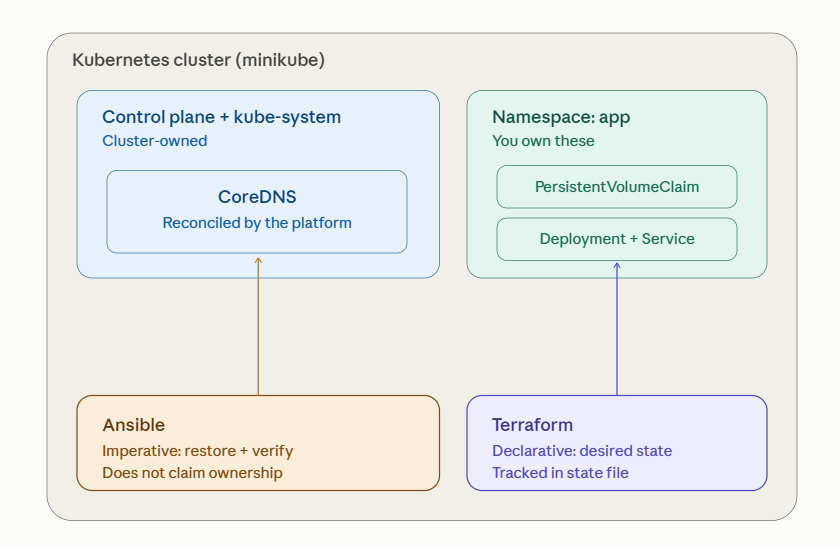 Kubernetes cluster (minikube)
Control plane + kube-system
Cluster-owned
CoreDNS
Reconciled by the platform
Namespace: app
You own these
PersistentVolumeClaim
Deployment + Service
Ansible
Imperative: restore + verify
Does not claim ownership
Terraform
Declarative: desired state
Tracked in state file